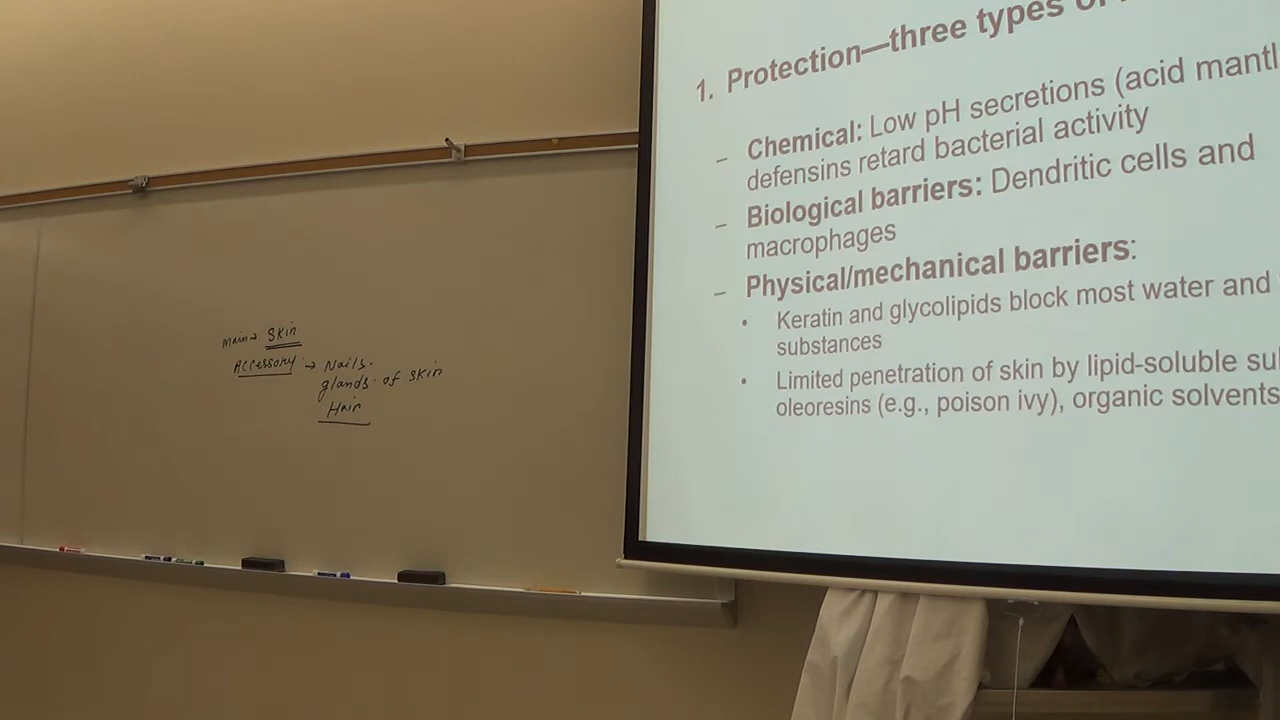 Main → Skin
Accessory → Nails.
glands of skin
Hair
1. Protection—three types of
– Chemical: Low pH secretions (acid mantl
defensins retard bacterial activity
– Biological barriers: Dendritic cells and
macrophages
– Physical/mechanical barriers:
• Keratin and glycolipids block most water and
substances
• Limited penetration of skin by lipid-soluble su
oleoresins (e.g., poison ivy), organic solvents